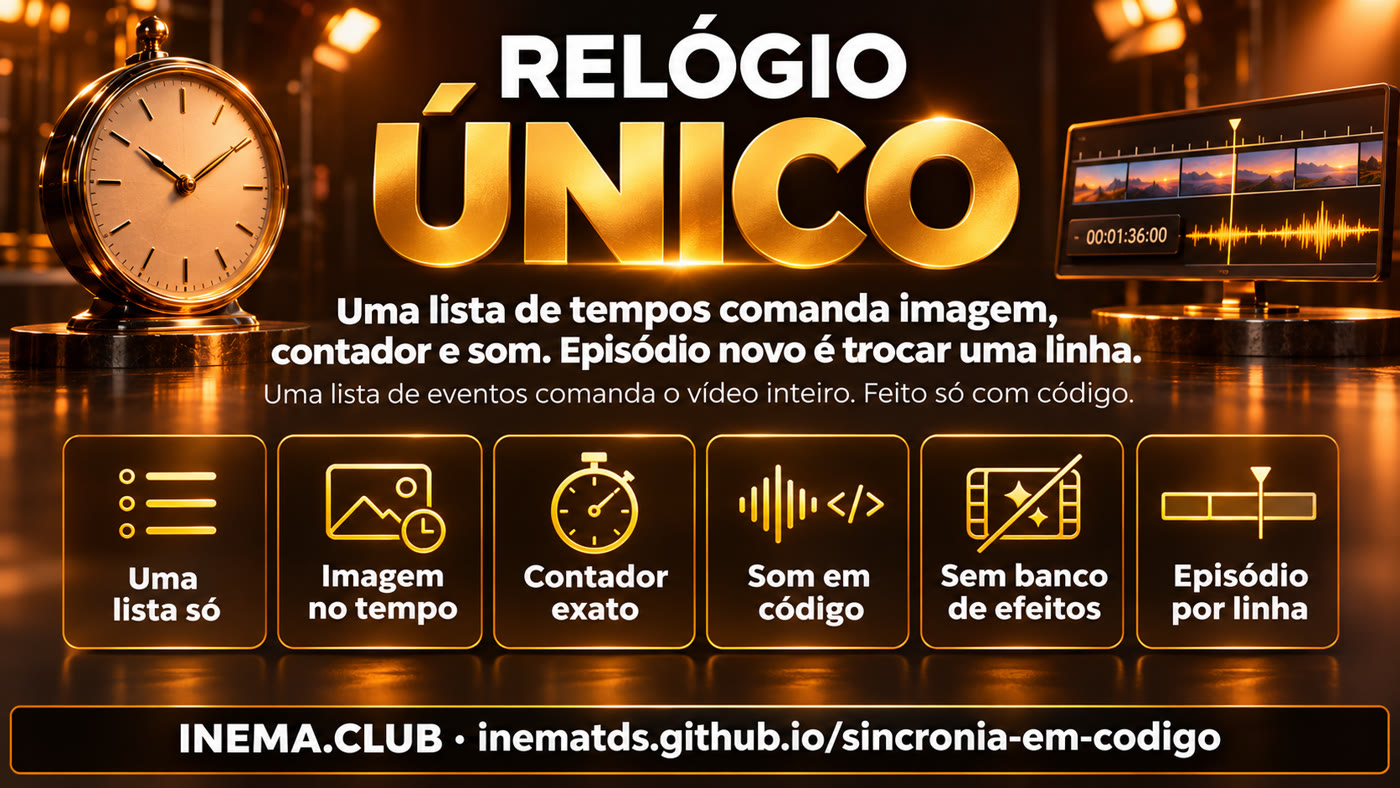 RELÓGIO
ÚNICO
00:01:36:00
Uma lista de tempos comanda imagem,
contador e som. Episódio novo é trocar uma linha.
Uma lista de eventos comanda o vídeo inteiro. Feito só com código.
</>
Uma
lista só
Imagem
no tempo
Contador
exato
Som em
código
Sem banco
de efeitos
Episódio
por linha
INEMA.CLUB • inematds.github.io/sincronia-em-codigo